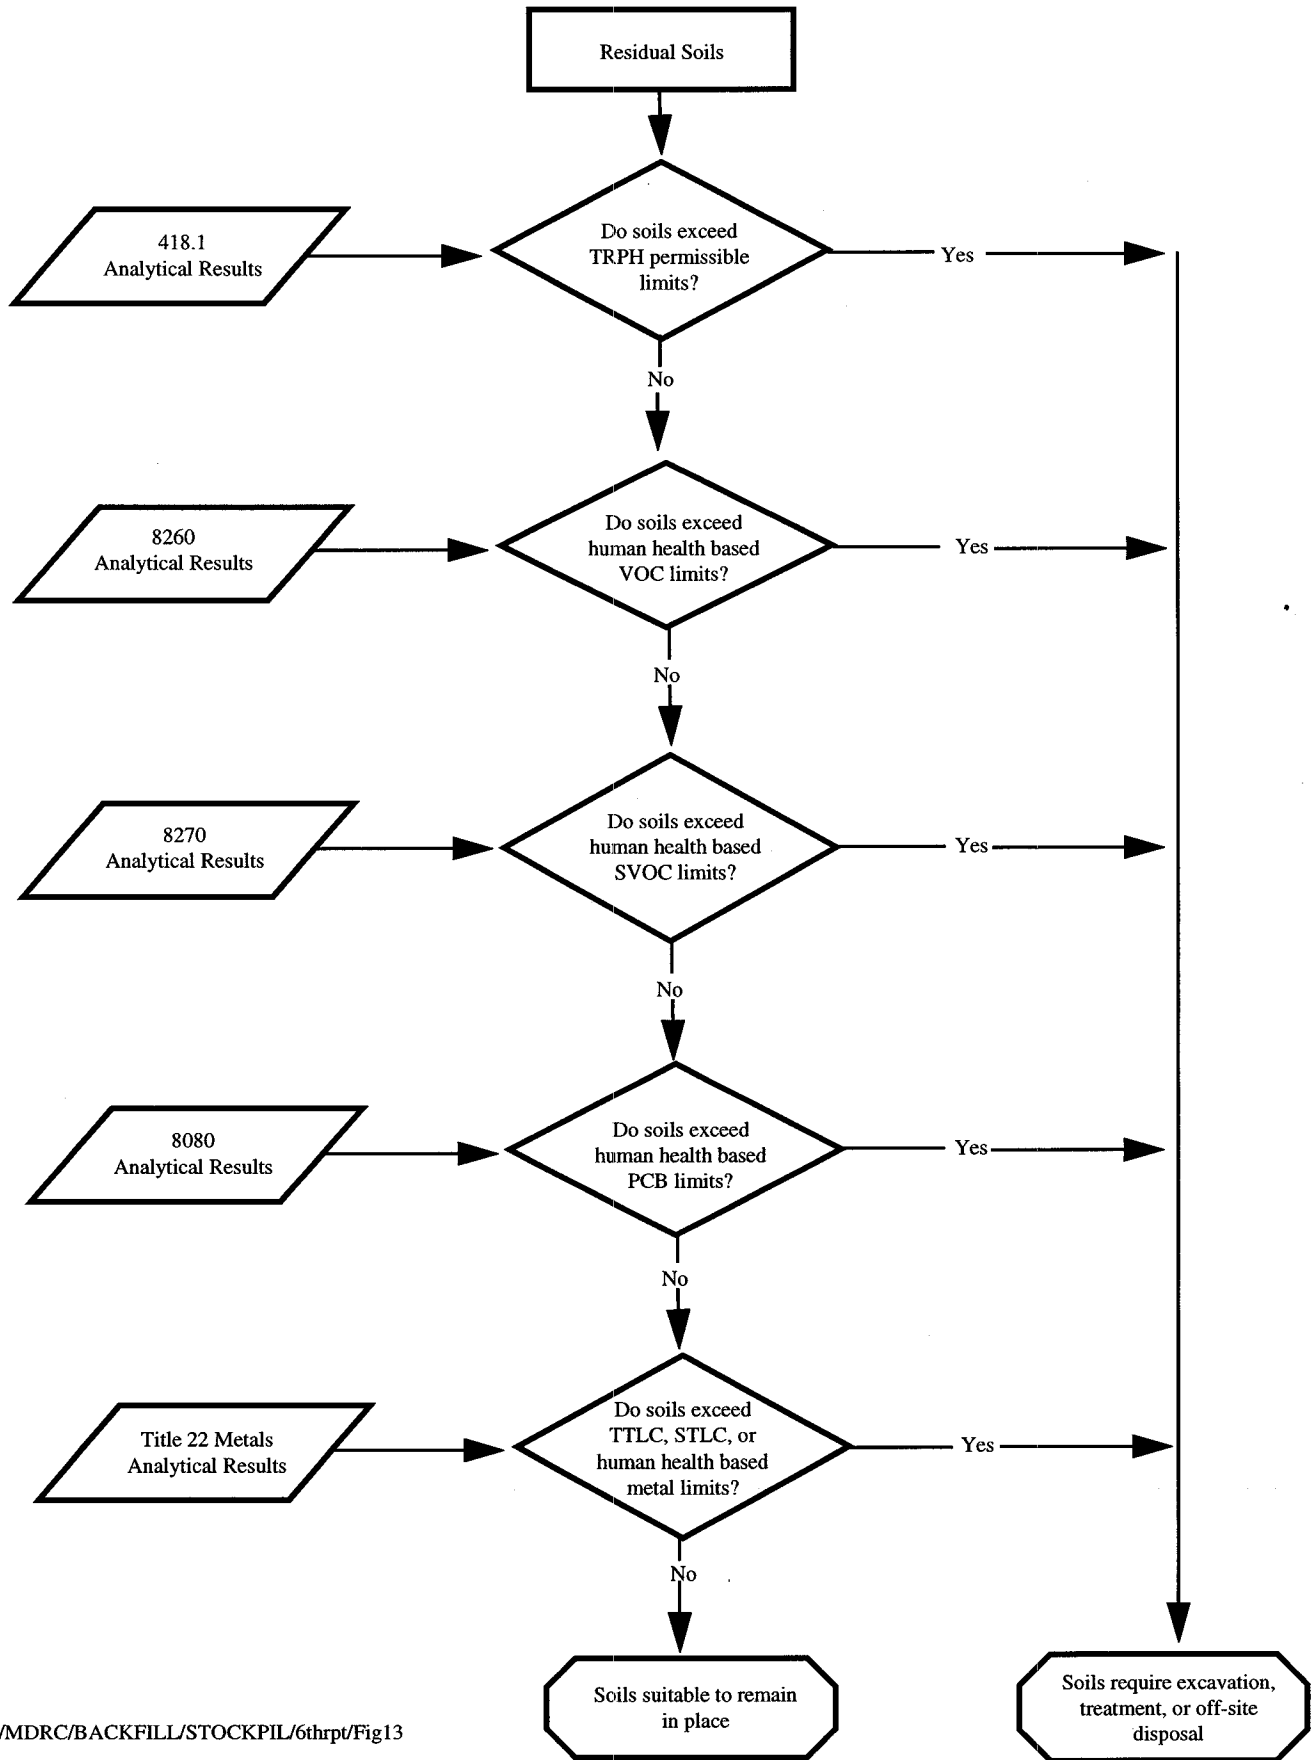 Residual Soils
418.1
Analytical Results
Do soils exceed
TRPH permissible
limits?
Yes
No
8260
Analytical Results
Do soils exceed
human health based
VOC limits?
Yes
No
8270
Analytical Results
Do soils exceed
human health based
SVOC limits?
Yes
No
8080
Analytical Results
Do soils exceed
human health based
PCB limits?
Yes
No
Title 22 Metals
Analytical Results
Do soils exceed
TTLC, STLC, or
human health based
metal limits?
Yes
No
Soils suitable to remain
in place
Soils require excavation,
treatment, or off-site
disposal
/MDRC/BACKFILL/STOCKPIL/6thrpt/Fig13